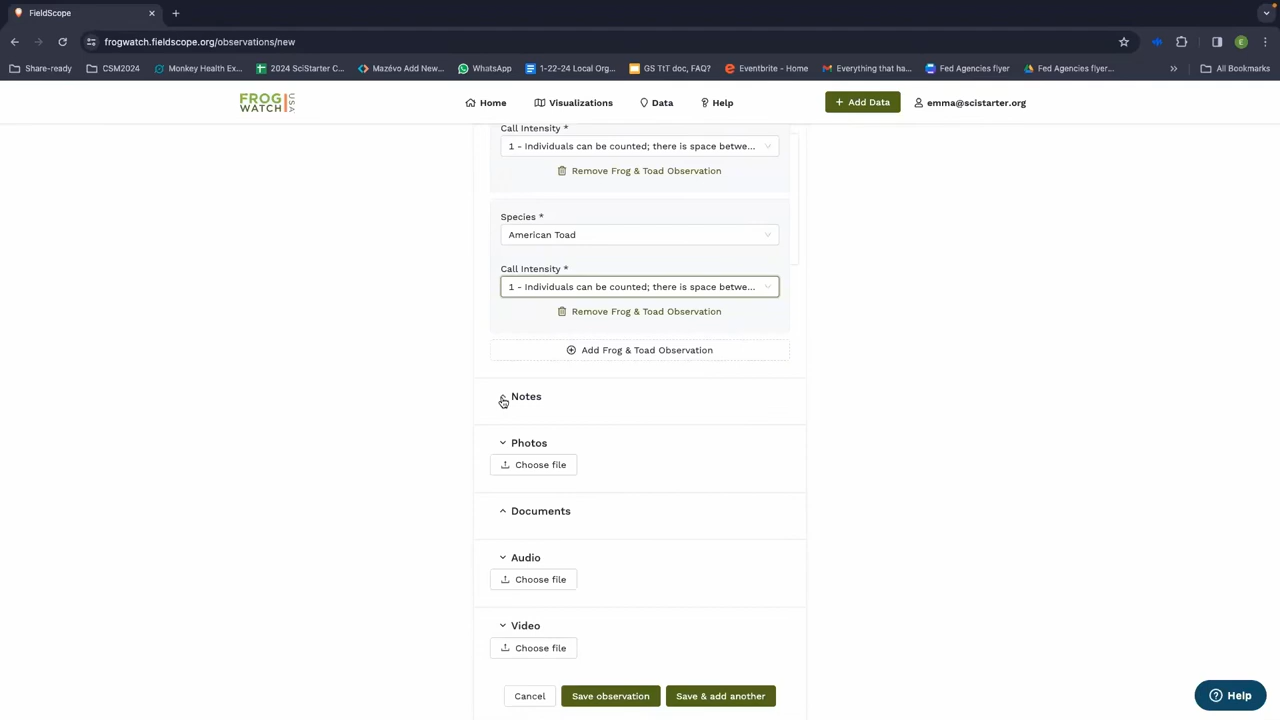 FieldScope
frogwatch.fieldscope.org/observations/new
E
Share-ready
CSM2024
Monkey Health Ex...
2024 SciStarter C...
Mazévo Add New...
WhatsApp
1-22-24 Local Org...
GS TtT doc, FAQ?
Eventbrite - Home
Everything that ha...
Fed Agencies flyer
Fed Agencies flyer...
All Bookmarks
FROG WATCH USA
Home
Visualizations
Data
Help
Add Data
emma@scistarter.org
Call Intensity *
1 - Individuals can be counted; there is space betwe...
Remove Frog & Toad Observation
Species *
American Toad
Call Intensity *
1 - Individuals can be counted; there is space betwe...
Remove Frog & Toad Observation
Add Frog & Toad Observation
Notes
Photos
Choose file
Documents
Audio
Choose file
Video
Choose file
Cancel
Save observation
Save & add another
Help